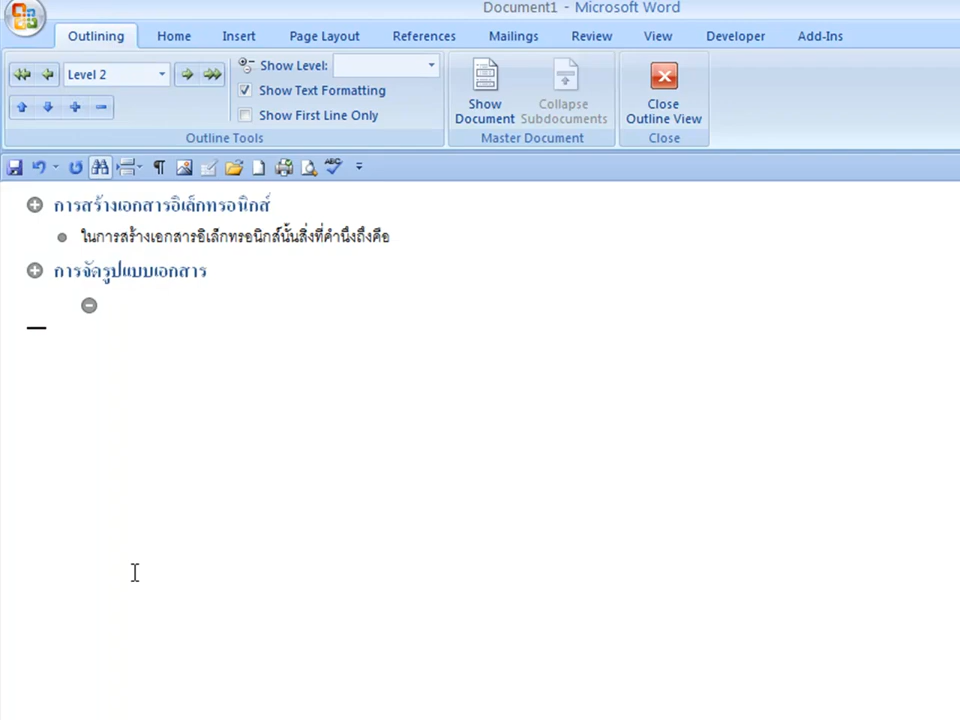 Document1 - Microsoft Word
Outlining Home Insert Page Layout References Mailings Review View Developer Add-Ins
Level 2 Show Level:
Show Text Formatting
Show First Line Only
Show Document Collapse Subdocuments Close Outline View
Outline Tools Master Document Close
การสร้างเอกสารอิเล็กทรอนิกส์
ในการสร้างเอกสารอิเล็กทรอนิกส์นั้นสิ่งที่คำนึงถึงคือ
การจัดรูปแบบเอกสาร